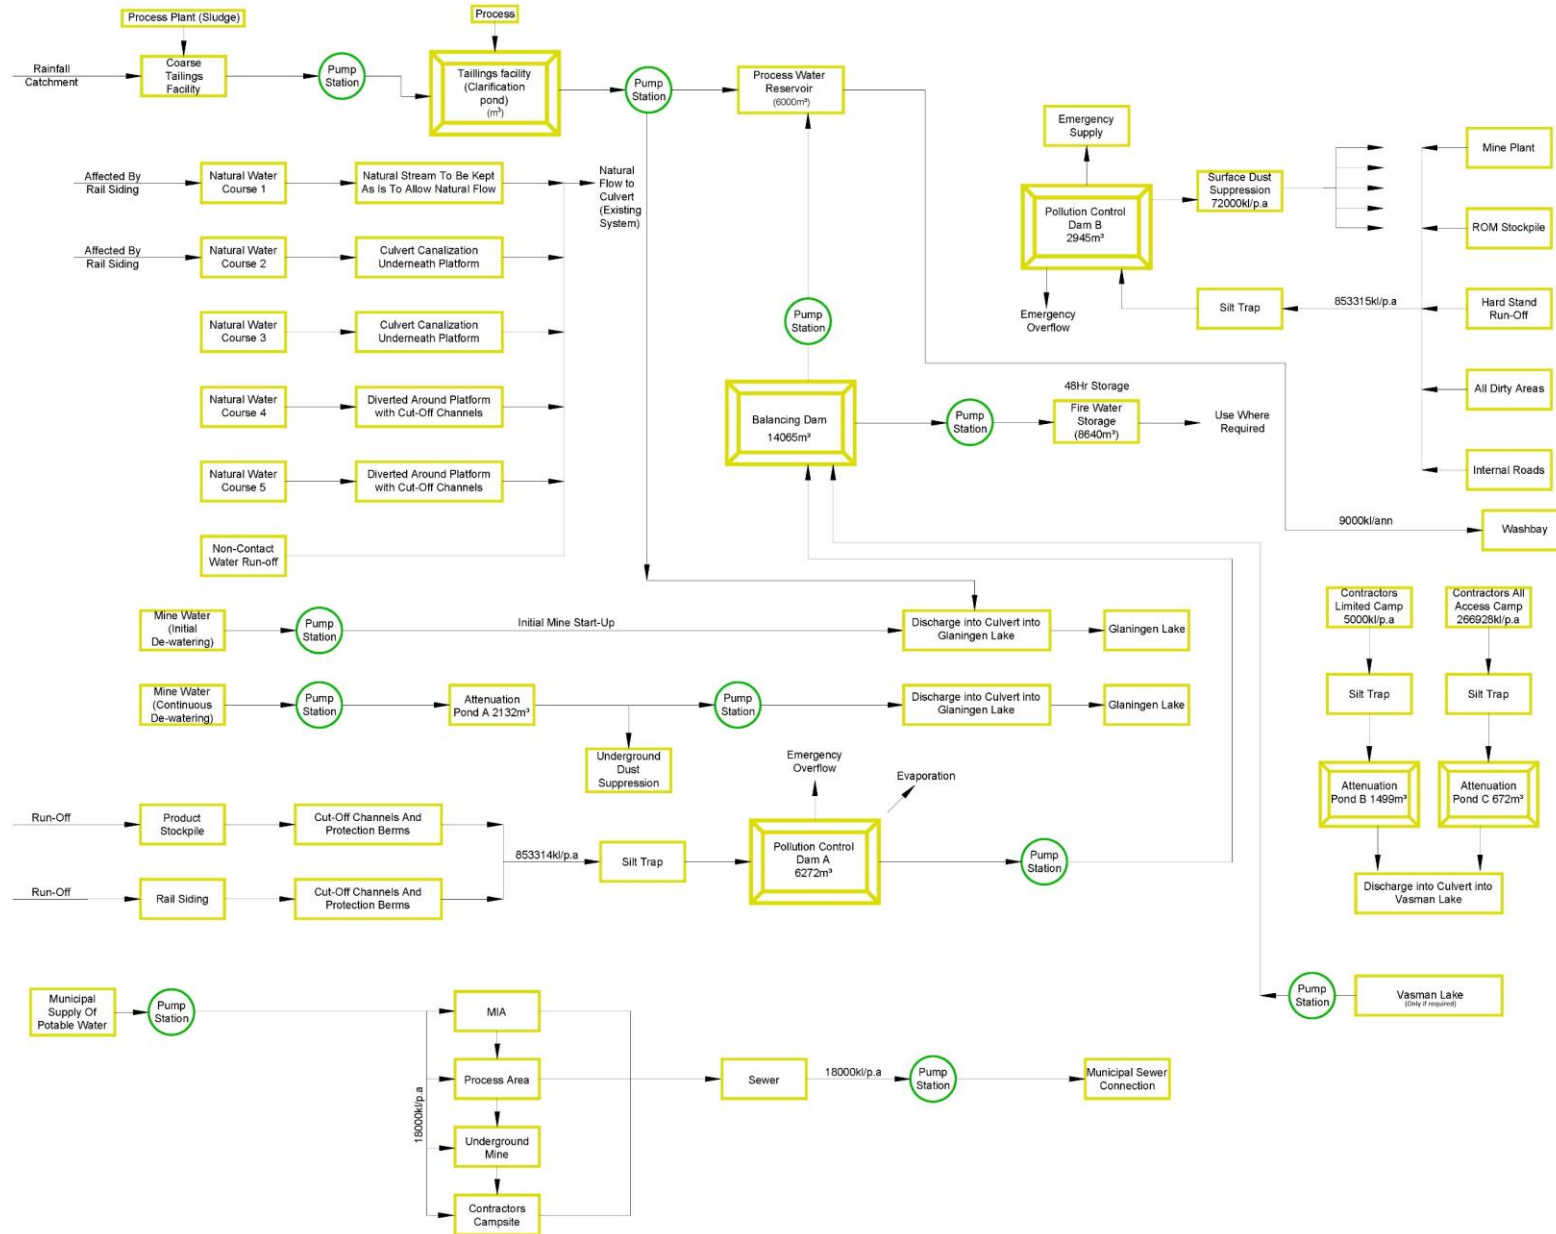 Process Plant (Sludge)
Process
Rainfall
Catchment
Coarse
Tailings
Facility
Pump
Station
Taillings facility
(Clarification
pond)
(m³)
Pump
Station
Process Water
Reservoir
(6000m³)
Emergency
Supply
Mine Plant
Affected By
Rail Siding
Natural Water
Course 1
Natural Stream To Be Kept
As Is To Allow Natural Flow
Natural
Flow to
Culvert
(Existing
System)
Pollution Control
Dam B
2945m³
Surface Dust
Suppression
72000kl/p.a
ROM Stockpile
Affected By
Rail Siding
Natural Water
Course 2
Culvert Canalization
Underneath Platform
Emergency
Overflow
Silt Trap
853315kl/p.a
Hard Stand
Run-Off
Natural Water
Course 3
Culvert Canalization
Underneath Platform
Pump
Station
All Dirty Areas
Natural Water
Course 4
Diverted Around Platform
with Cut-Off Channels
Balancing Dam
14065m³
Pump
Station
48Hr Storage
Fire Water
Storage
(8640m³)
Use Where
Required
Natural Water
Course 5
Diverted Around Platform
with Cut-Off Channels
Internal Roads
Non-Contact
Water Run-off
9000kl/ann
Washbay
Mine Water
(Initial
De-watering)
Pump
Station
Initial Mine Start-Up
Discharge into Culvert into
Glaningen Lake
Glaningen Lake
Contractors
Limited Camp
5000kl/p.a
Contractors All
Access Camp
266928kl/p.a
Mine Water
(Continuous
De-watering)
Pump
Station
Attenuation
Pond A 2132m³
Pump
Station
Discharge into Culvert into
Glaningen Lake
Glaningen Lake
Silt Trap
Silt Trap
Underground
Dust
Suppression
Emergency
Overflow
Evaporation
Attenuation
Pond B 1499m³
Attenuation
Pond C 672m³
Run-Off
Product
Stockpile
Cut-Off Channels And
Protection Berms
853314kl/p.a
Silt Trap
Pollution Control
Dam A
6272m³
Pump
Station
Run-Off
Rail Siding
Cut-Off Channels And
Protection Berms
Discharge into Culvert into
Vasman Lake
Municipal
Supply Of
Potable Water
Pump
Station
MIA
Pump
Station
Vasman Lake
(Only if required)
18000kl/p.a
Process Area
Sewer
18000kl/p.a
Pump
Station
Municipal Sewer
Connection
Underground
Mine
Contractors
Campsite